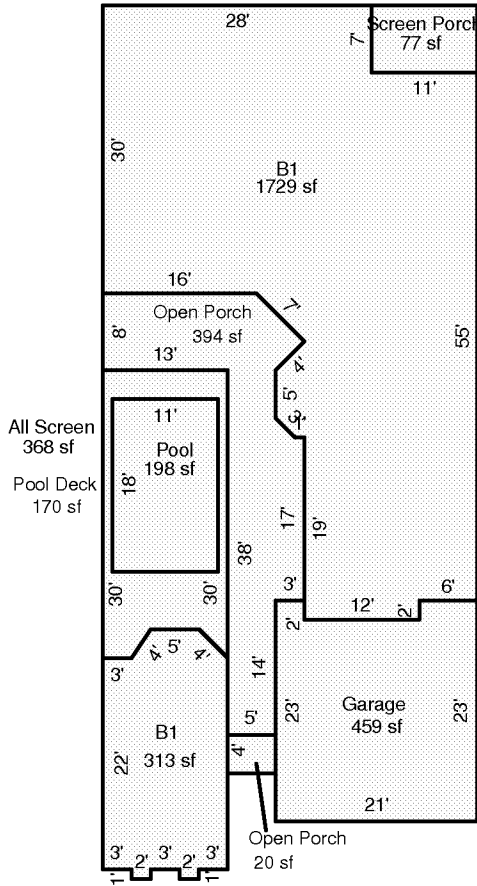 28'
Screen Porch
77 sf
7'
11'
30'
B1
1729 sf
16'
7'
Open Porch
394 sf
8'
55'
13'
4'
5'
11'
3'
1'
All Screen
368 sf
Pool
198 sf
18'
Pool Deck
170 sf
17'
19'
38'
30'
30'
3'
6'
12'
2'
2'
4'
5'
4'
3'
14'
Garage
459 sf
23'
23'
5'
B1
313 sf
4'
22'
21'
Open Porch
20 sf
3'
2'
3'
2'
3'
1'
1'